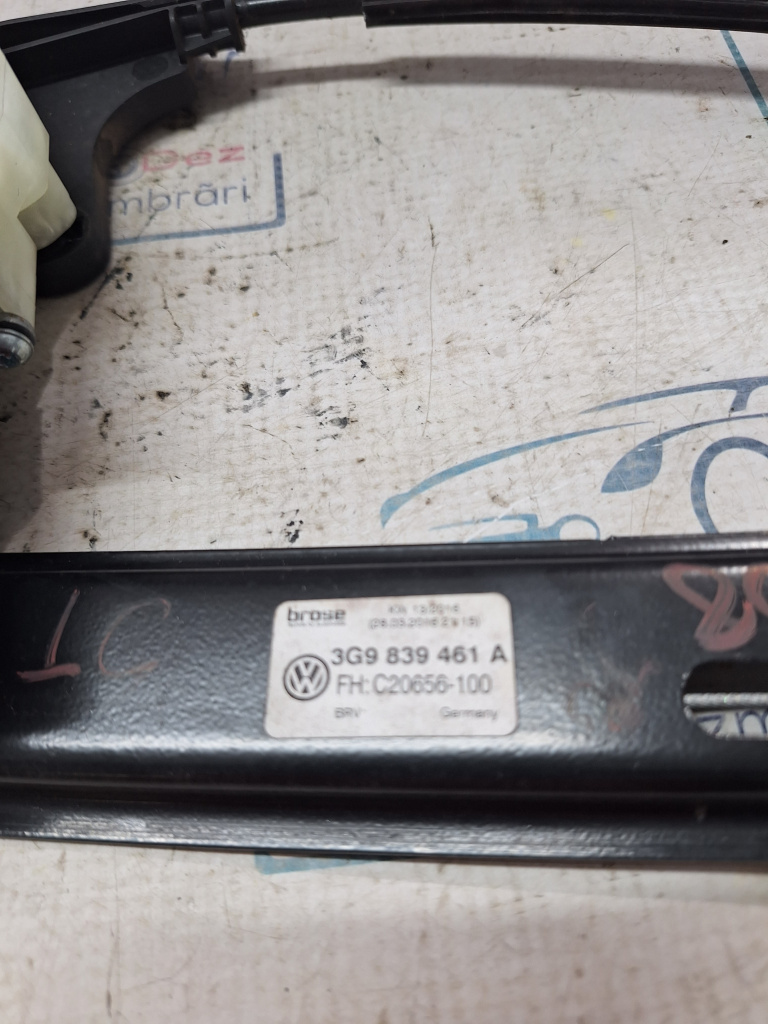 Dez
mbrări
brose
3G9 839 461 A
FH: C20656-100
BRV
Germany
1C